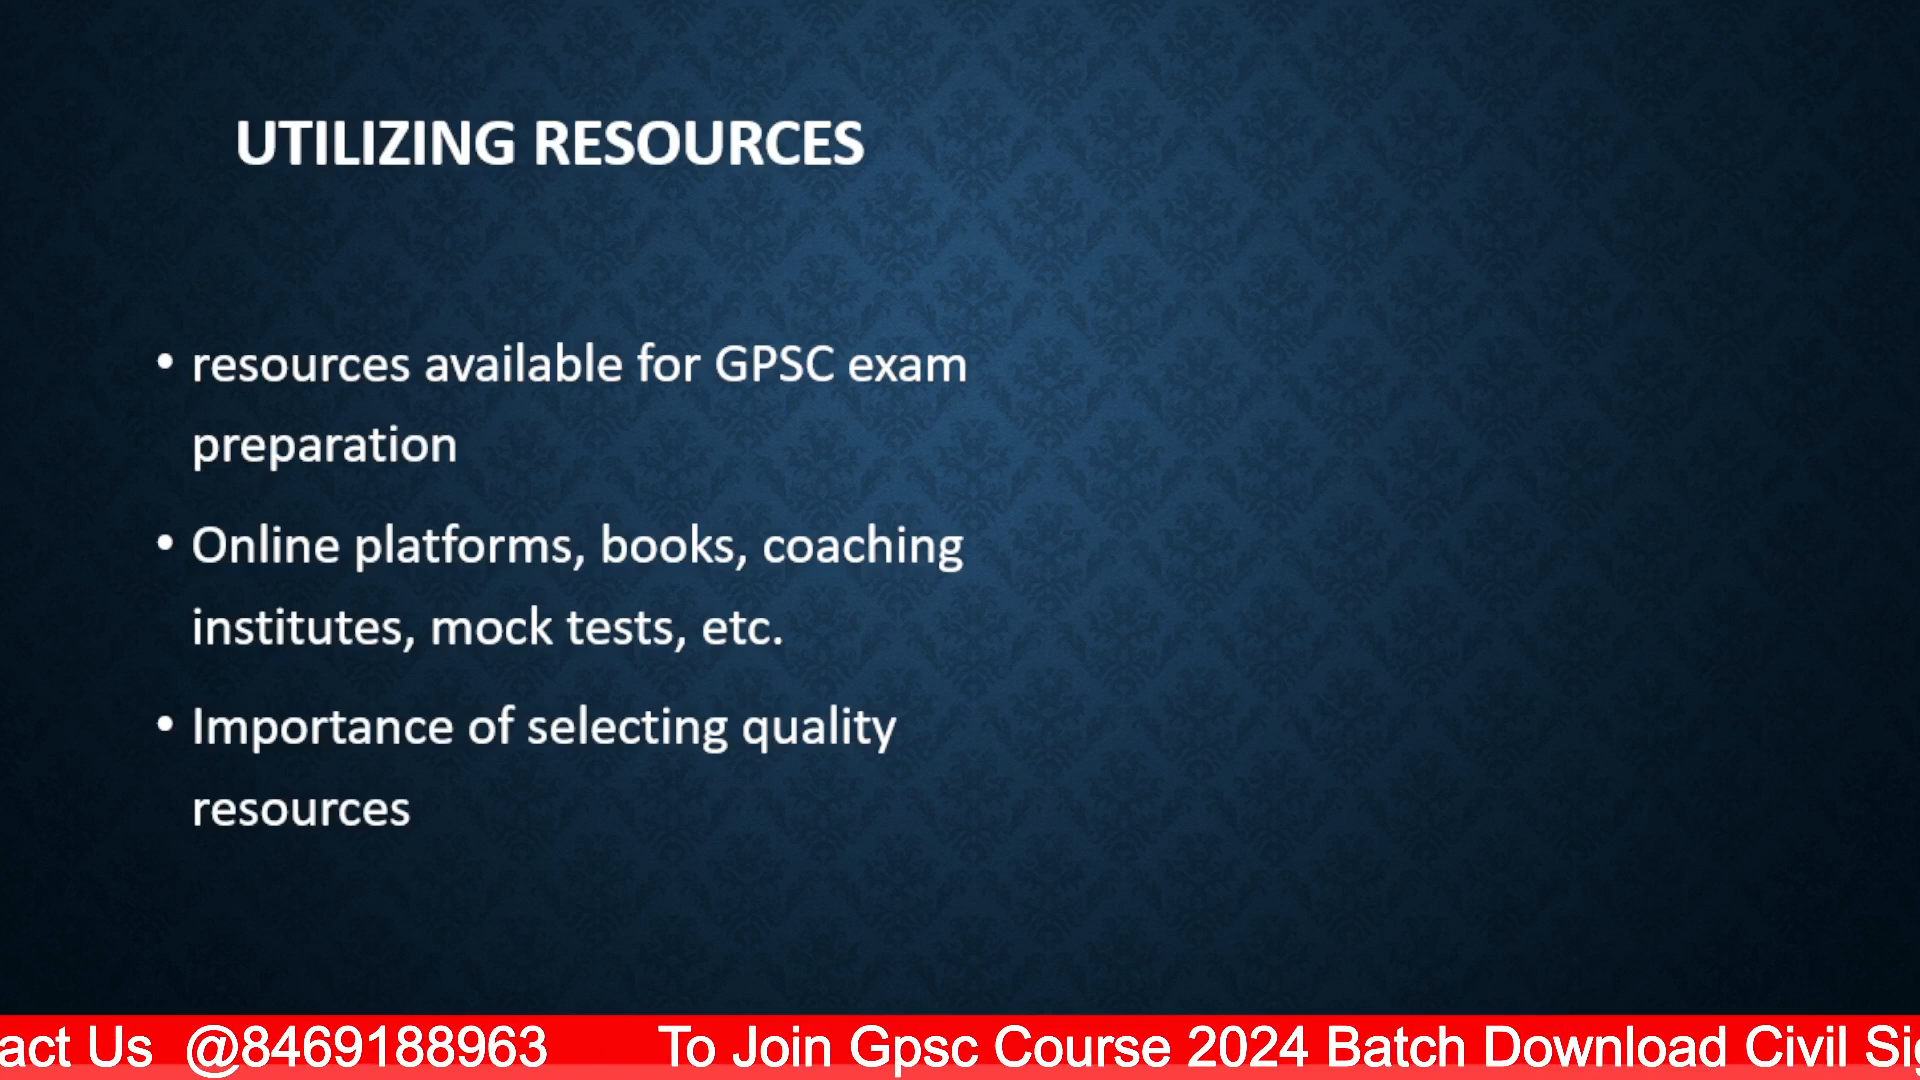 UTILIZING RESOURCES
• resources available for GPSC exam
preparation
• Online platforms, books, coaching
institutes, mock tests, etc.
• Importance of selecting quality
resources
act Us @8469188963 To Join Gpsc Course 2024 Batch Download Civil